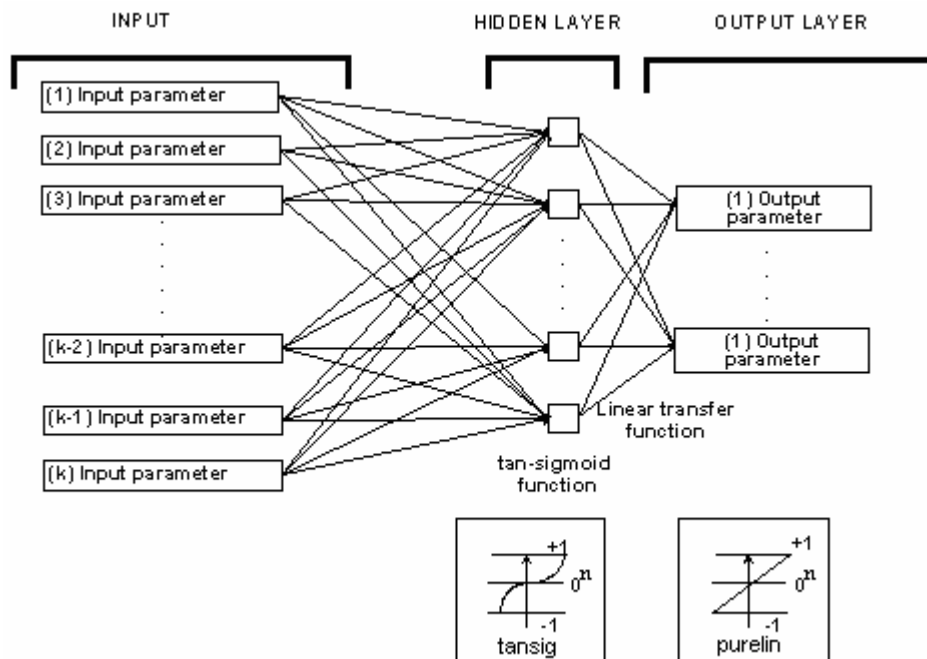 INPUT
HIDDEN LAYER
OUTPUT LAYER
(1) Input parameter
(2) Input parameter
(3) Input parameter
(k-2) Input parameter
(k-1) Input parameter
(k) Input parameter
(1) Output
parameter
(1) Output
parameter
Linear transfer
function
tan-sigmoid
function
+1
0 n
-1
tansig
+1
0 n
-1
purelin